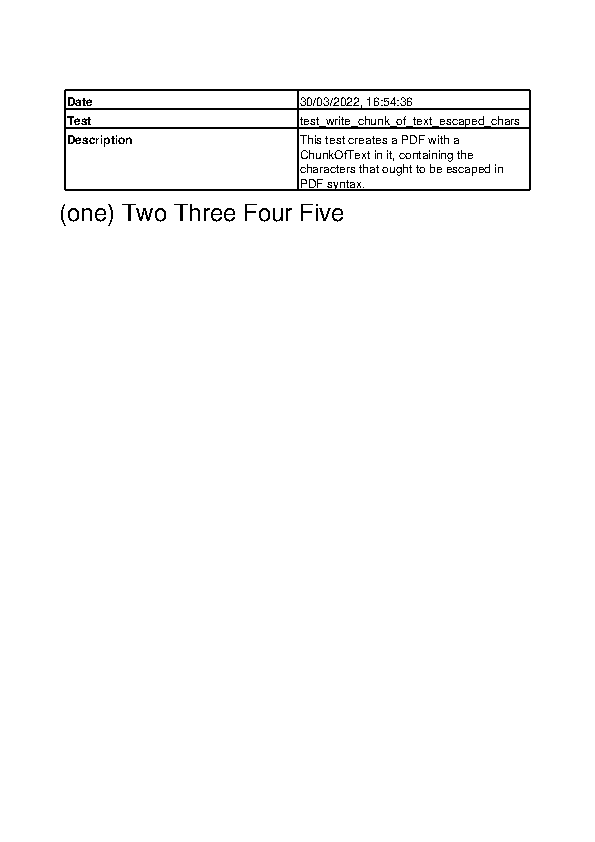 Date 30/03/2022, 16:54:36
Test test_write_chunk_of_text_escaped_chars
Description This test creates a PDF with a
ChunkOfText in it, containing the
characters that ought to be escaped in
PDF syntax.
(one) Two Three Four Five